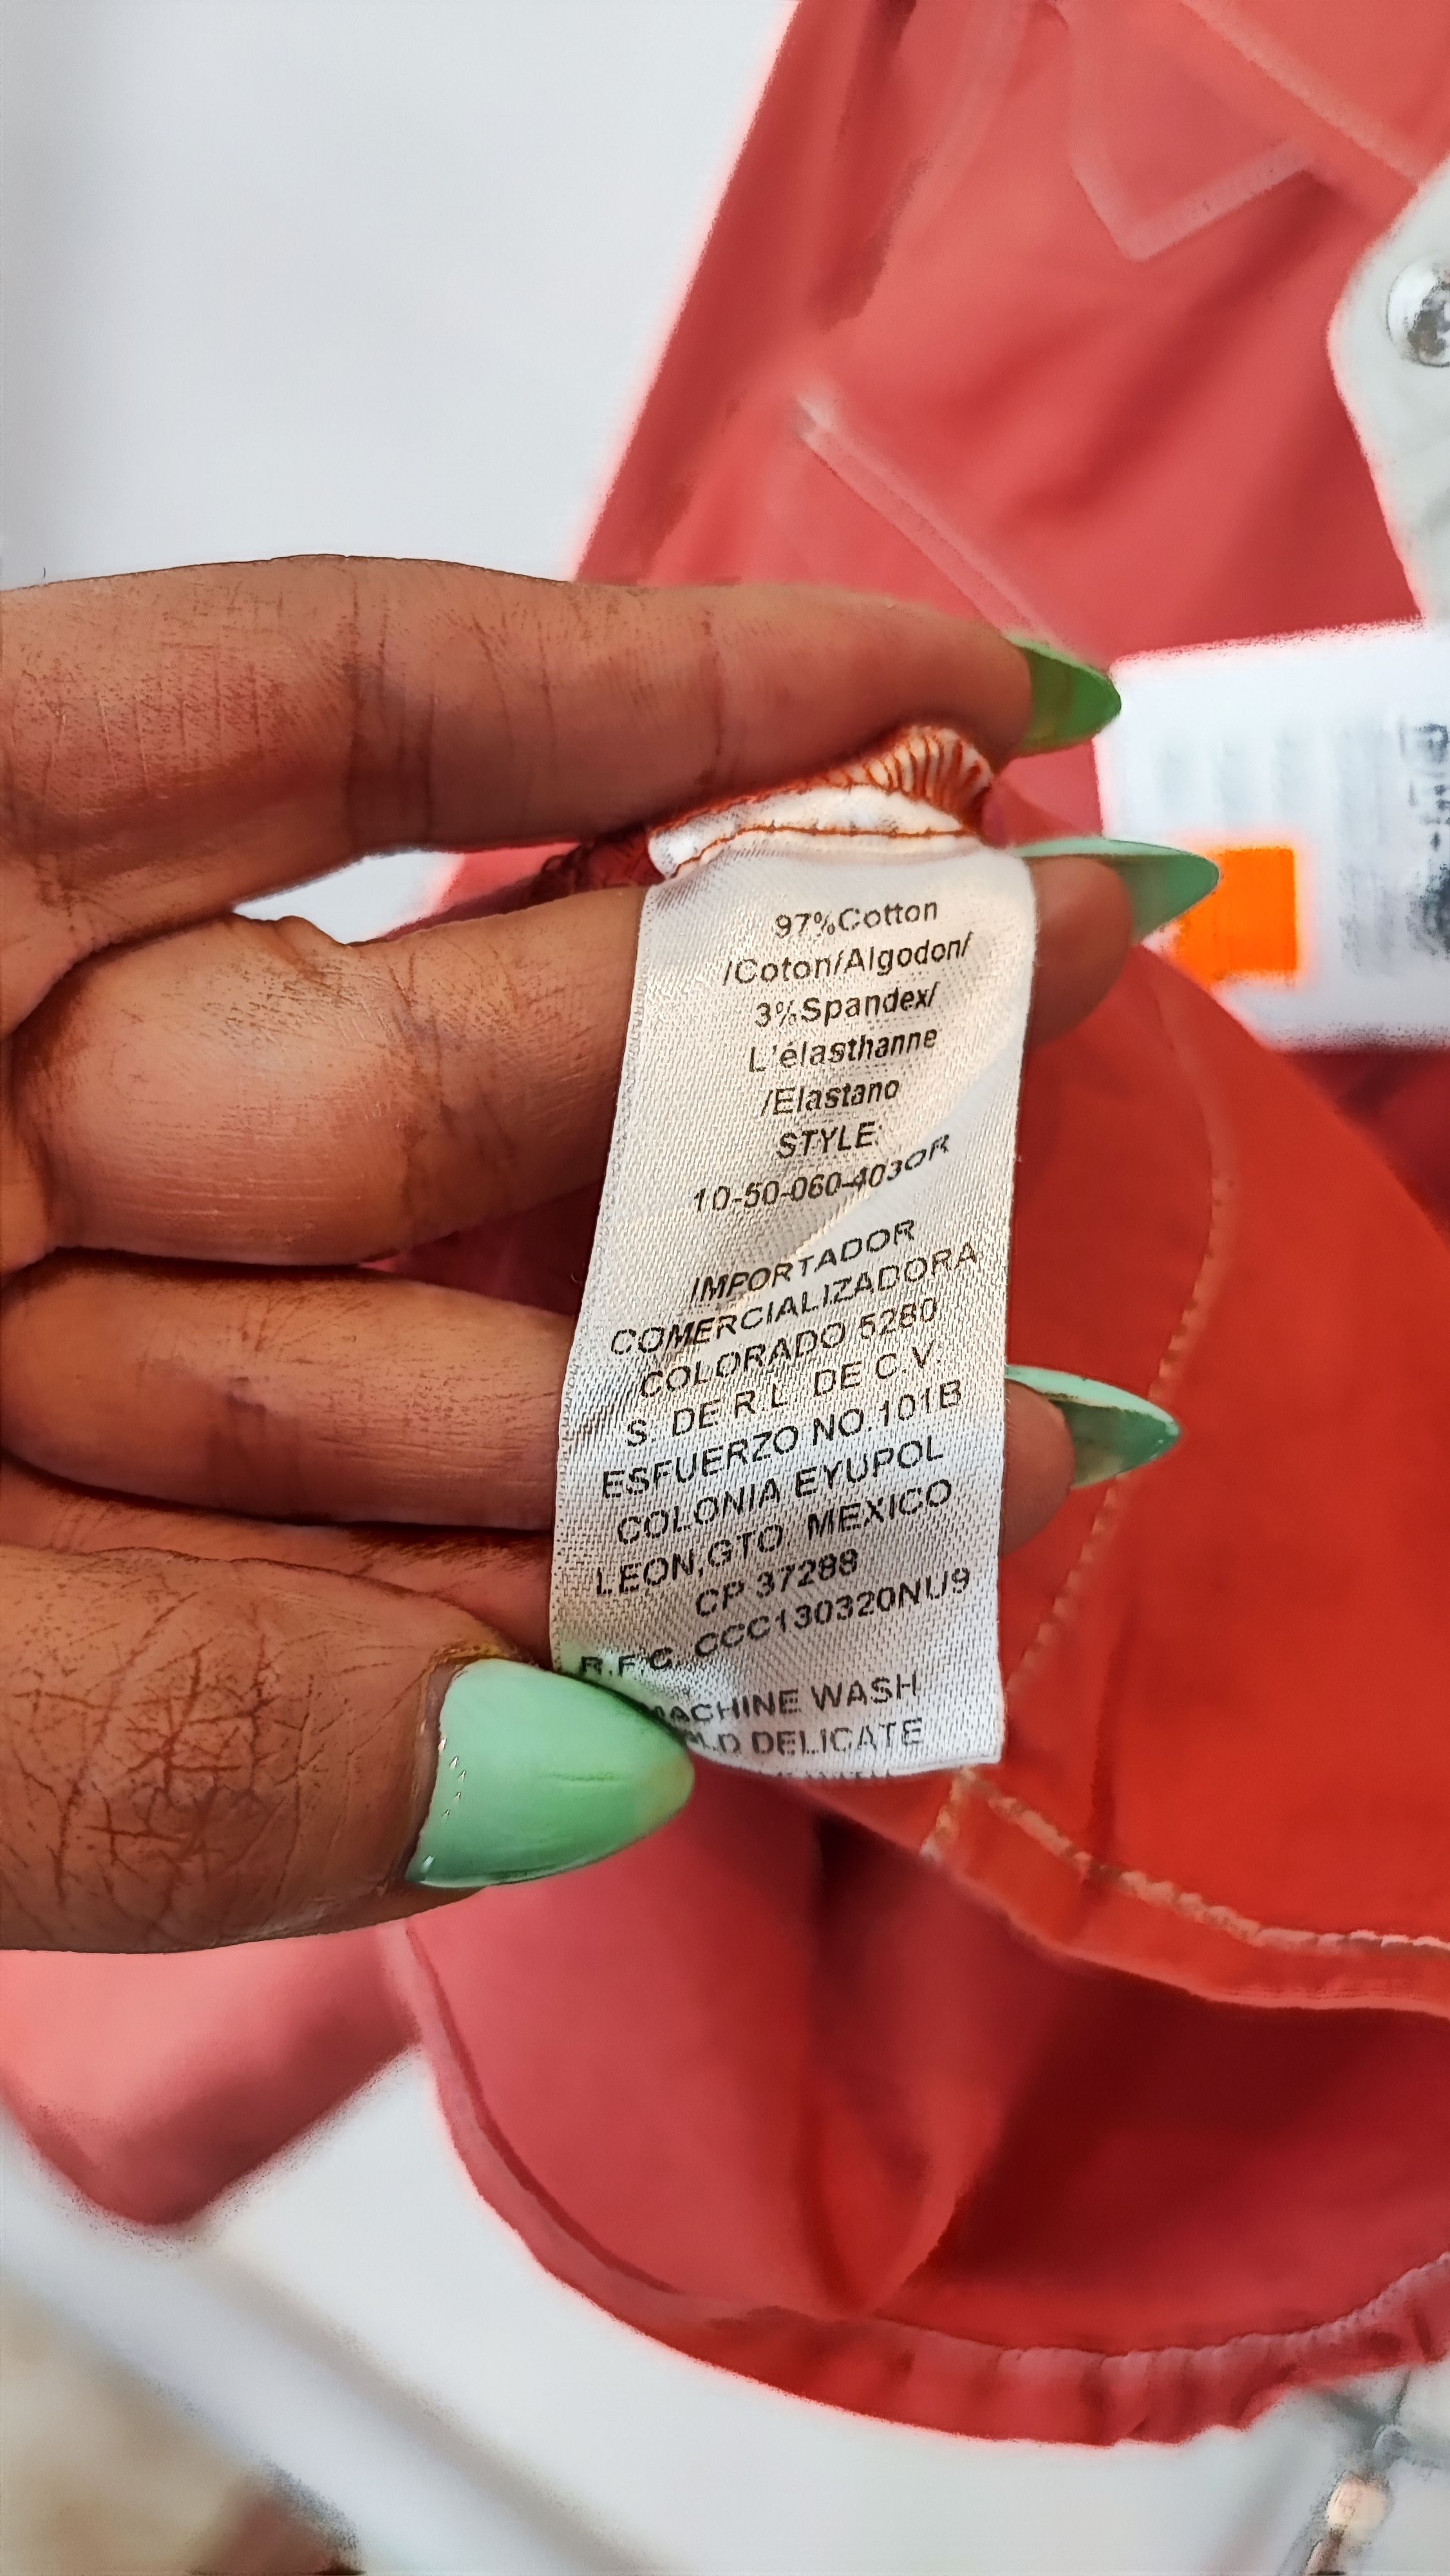 97%Cotton
/Coton/Algodon/
3%Spandex/
L'élasthanne
/Elastano
STYLE:
10-50-060-403OR
IMPORTADOR
COMERCIALIZADORA
COLORADO 5280
S. DE R.L. DE C.V.
ESFUERZO NO.101B
COLONIA EYUPOL
LEON,GTO. MEXICO
CP 37288
R.F.C. CCC130320NU9
WASH
DELICATE